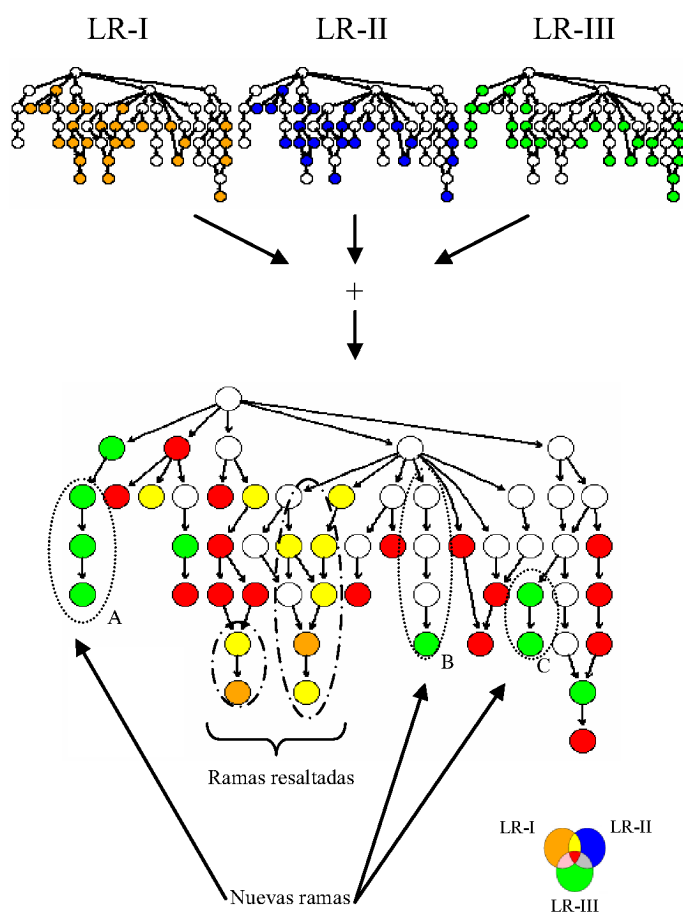 LR-I LR-II LR-III
+
A
B
C
Ramas resaltadas
LR-I LR-II
Nuevas ramas
LR-III